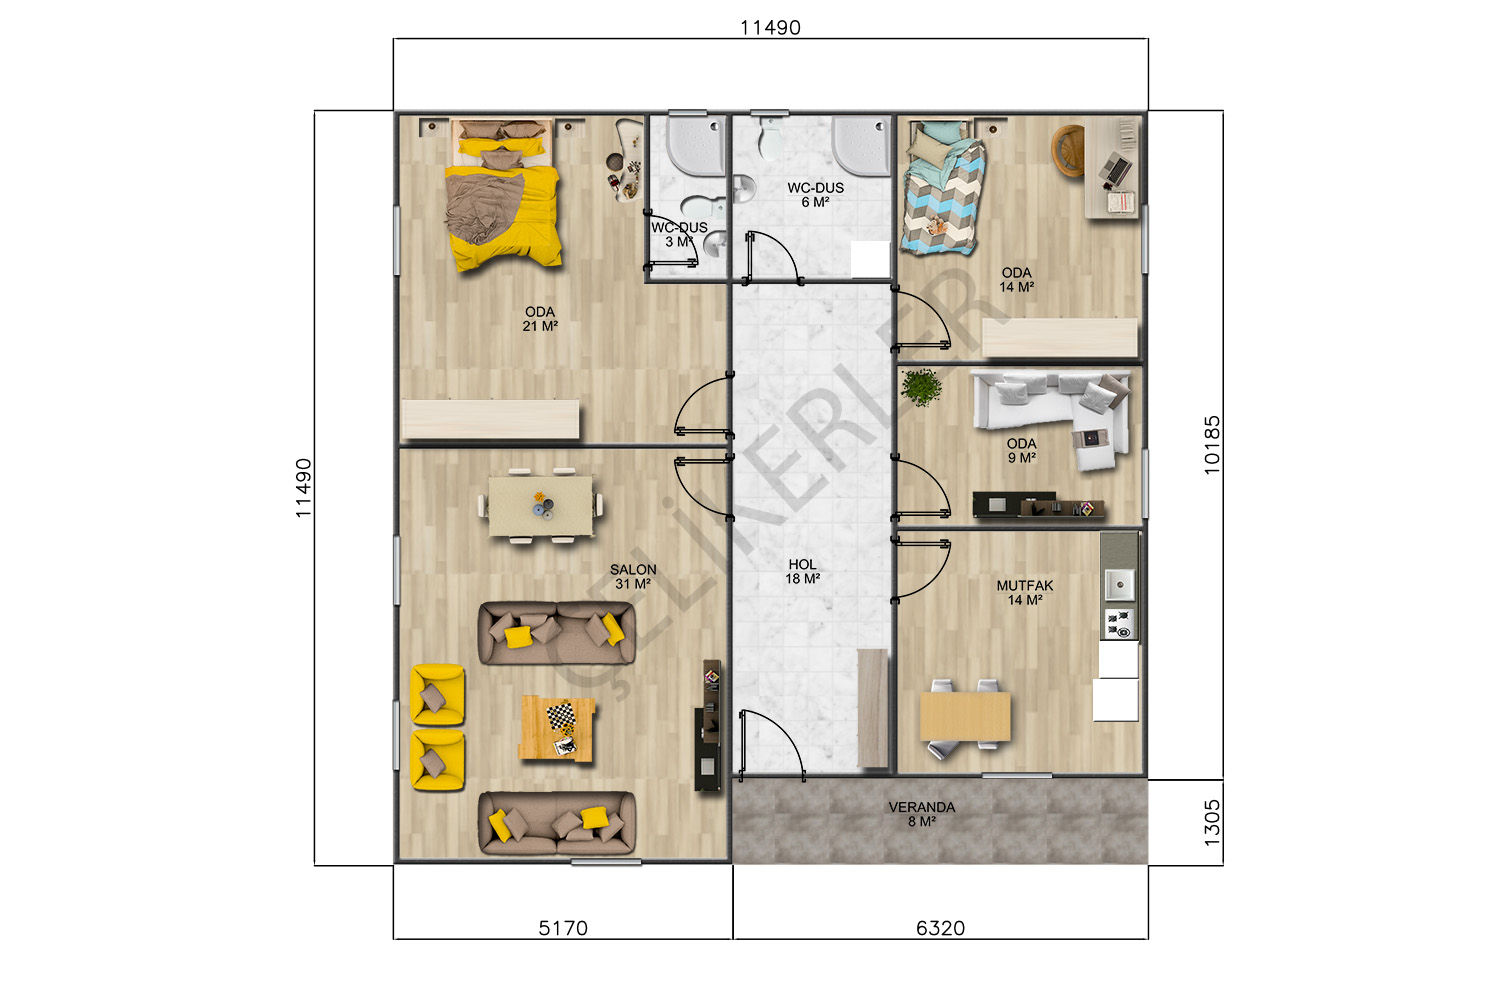 11490
WC-DUS
6 M²
WC-DUS
3 M²
ODA
14 M²
ODA
21 M²
10185
ODA
9 M²
11490
SALON
31 M²
HOL
18 M²
MUTFAK
14 M²
ÇELİKERLER
VERANDA
8 M²
1305
5170
6320